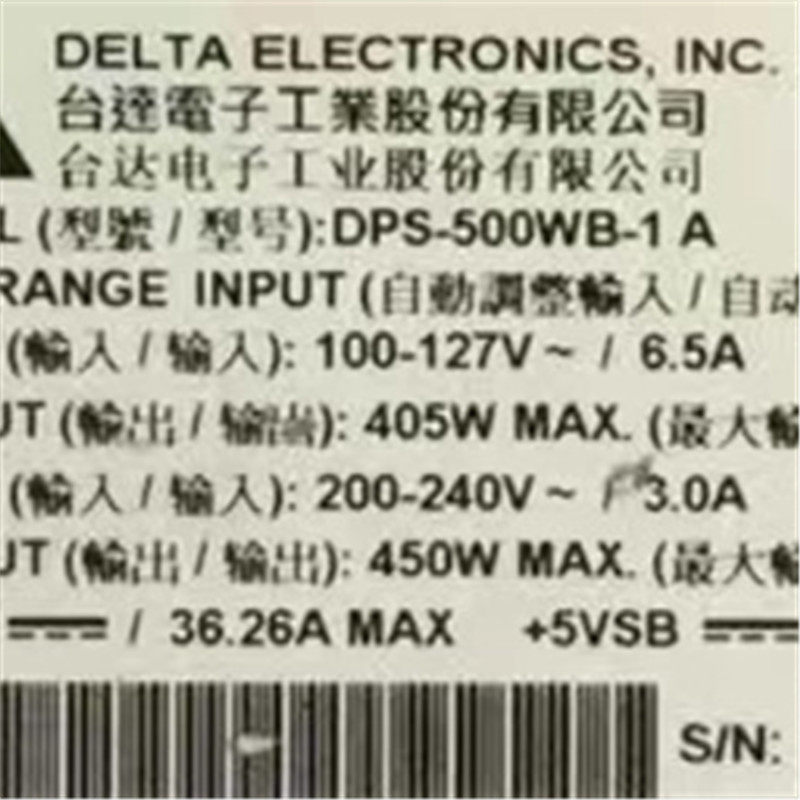 DELTA ELECTRONICS, INC.
台達電子工業股份有限公司
台达电子工业股份有限公司
L (型號 / 型号):DPS-500WB-1 A
RANGE INPUT (自動調整輸入 / 自动
(輸入 / 输入): 100-127V ~ / 6.5A
UT (輸出 / 输出): 405W MAX. (最大輸
(輸入 / 输入): 200-240V ~ / 3.0A
UT (輸出 / 输出): 450W MAX. (最大輸
/ 36.26A MAX +5VSB
S/N: